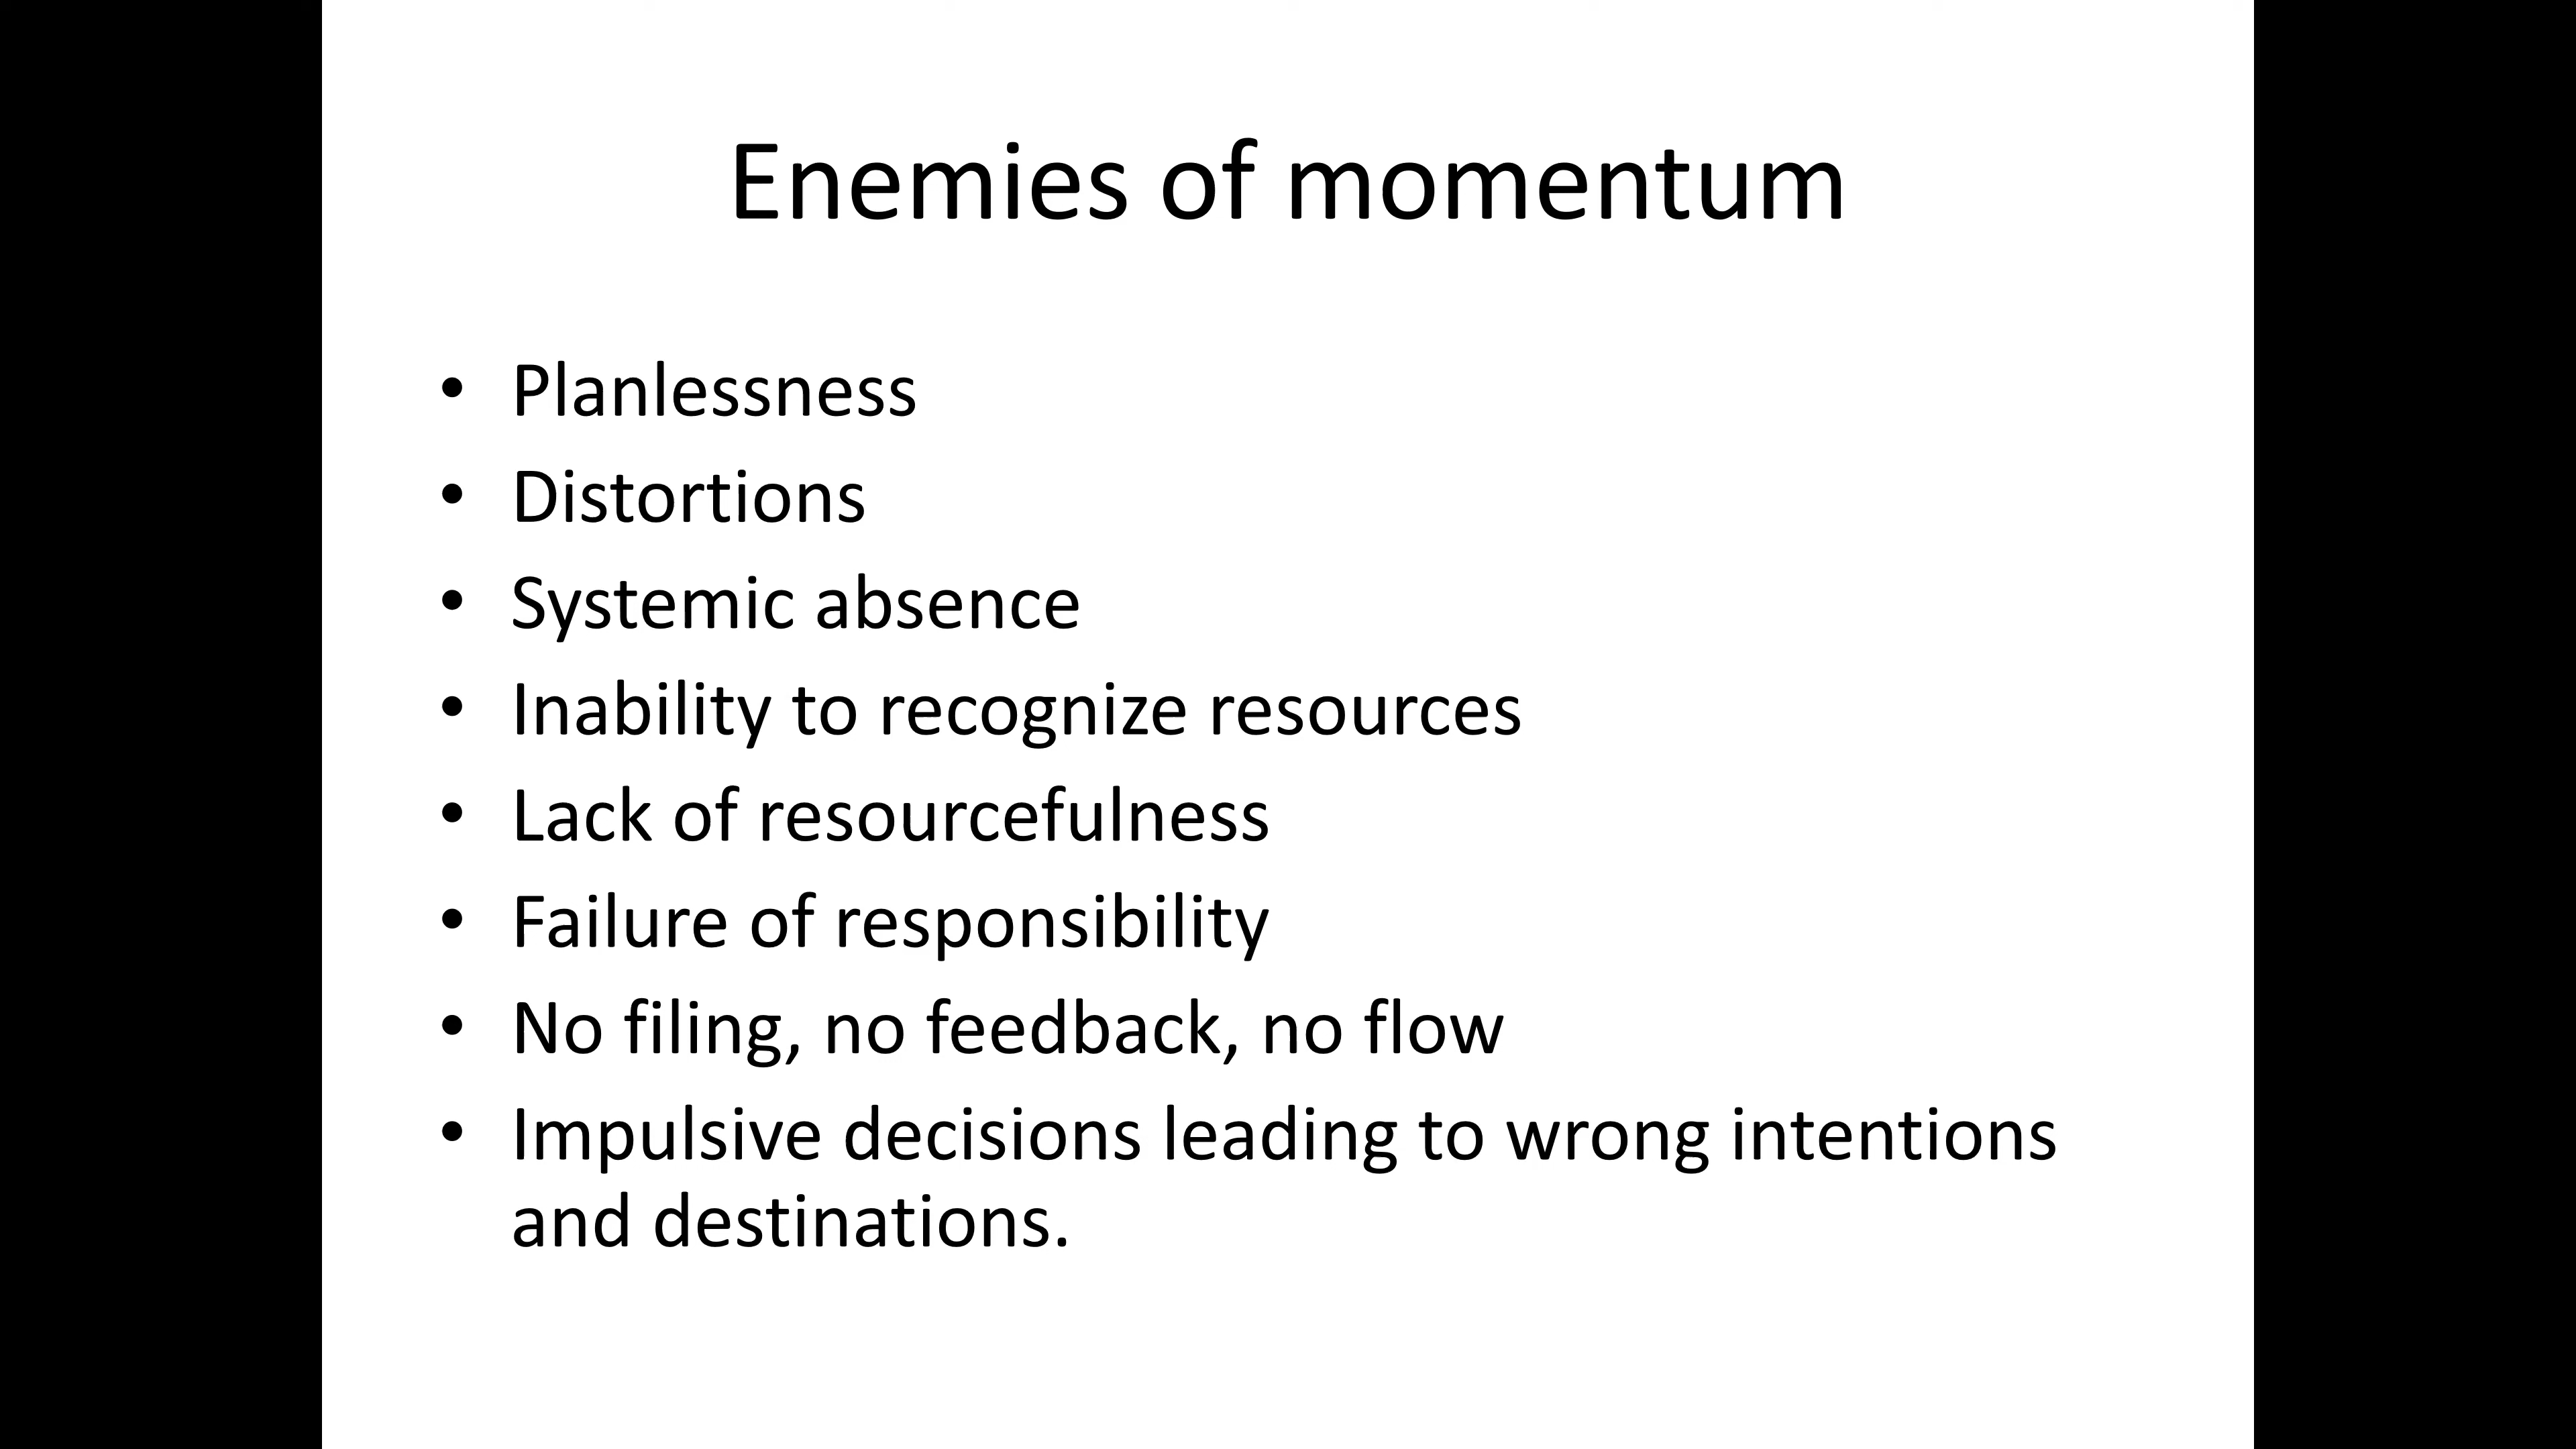 Enemies of momentum
• Planlessness
• Distortions
• Systemic absence
• Inability to recognize resources
• Lack of resourcefulness
• Failure of responsibility
• No filing, no feedback, no flow
• Impulsive decisions leading to wrong intentions
and destinations.